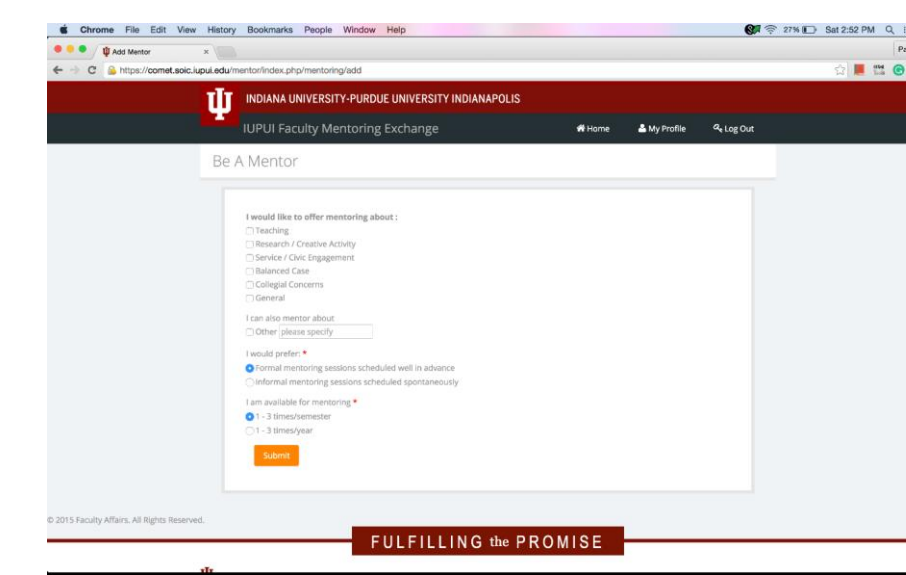 Chrome File Edit View History Bookmarks People Window Help 27% Sat 2:52 PM
Add Mentor
https://comet.soic.iupui.edu/mentor/index.php/mentoring/add
INDIANA UNIVERSITY-PURDUE UNIVERSITY INDIANAPOLIS
IUPUI Faculty Mentoring Exchange Home My Profile Log Out
Be A Mentor
I would like to offer mentoring about :
Teaching
Research / Creative Activity
Service / Civic Engagement
Balanced Case
Collegial Concerns
General
I can also mentor about
Other please specify
I would prefer: *
Formal mentoring sessions scheduled well in advance
Informal mentoring sessions scheduled spontaneously
I am available for mentoring *
1 - 3 times/semester
1 - 3 times/year
Submit
© 2015 Faculty Affairs. All Rights Reserved.
FULFILLING the PROMISE